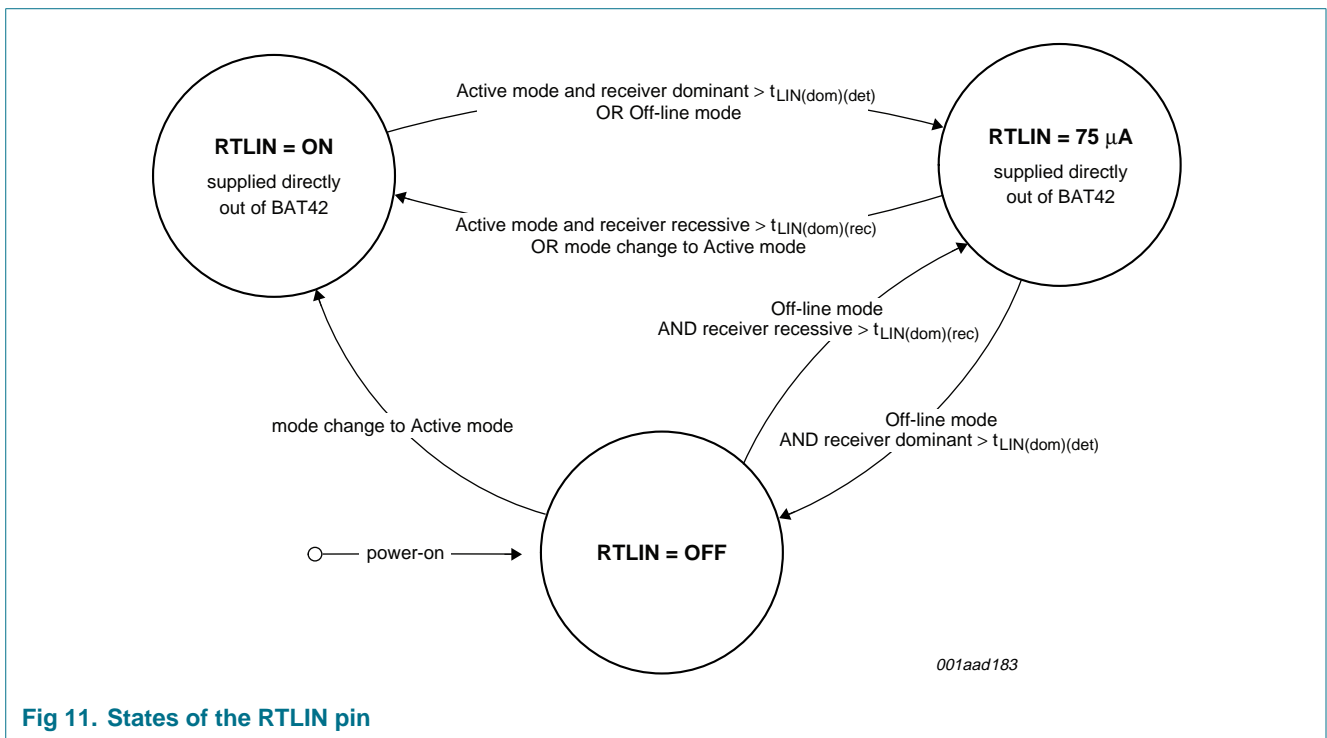 Active mode and receiver dominant > tLIN(dom)(det)
OR Off-line mode
RTLIN = ON
supplied directly
out of BAT42
RTLIN = 75 μA
supplied directly
out of BAT42
Active mode and receiver recessive > tLIN(dom)(rec)
OR mode change to Active mode
Off-line mode
AND receiver recessive > tLIN(dom)(rec)
mode change to Active mode
Off-line mode
AND receiver dominant > tLIN(dom)(det)
power-on
RTLIN = OFF
001aad183
Fig 11. States of the RTLIN pin